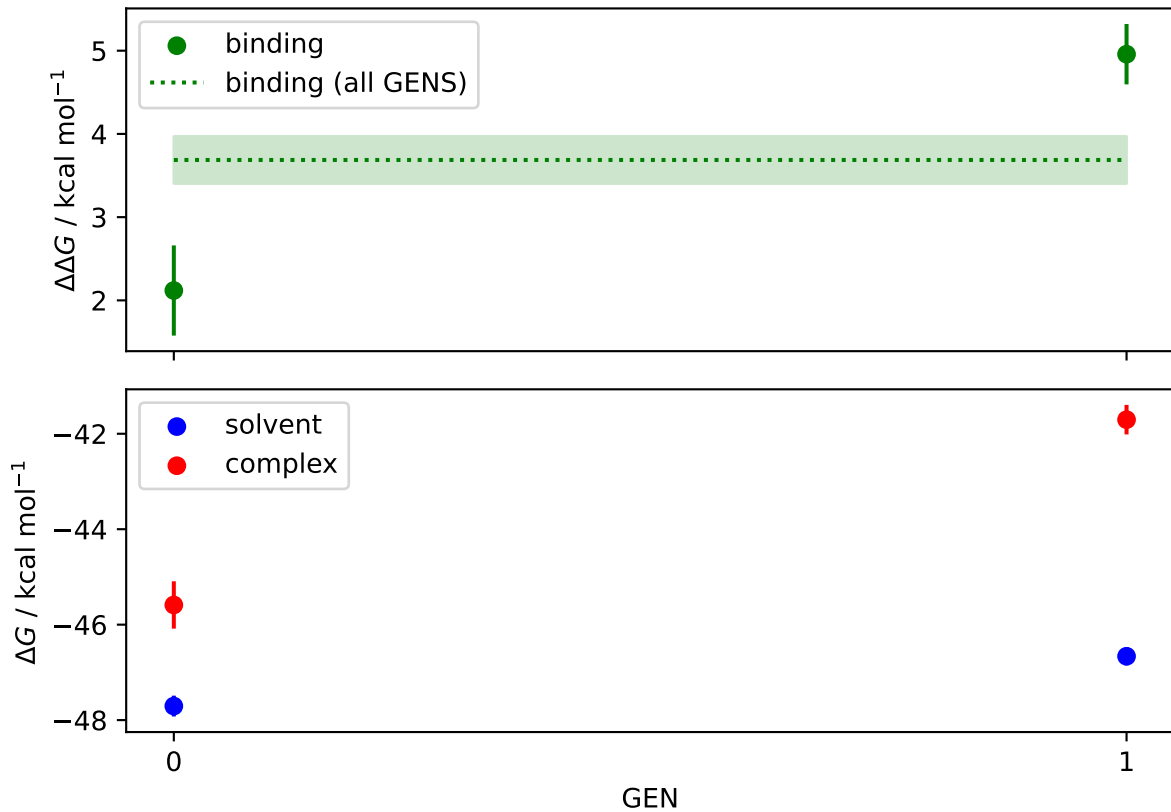 binding
binding (all GENS)
5
4
3
2
ΔΔG / kcal mol⁻¹
solvent
complex
−42
−44
−46
−48
ΔG / kcal mol⁻¹
0
1
GEN